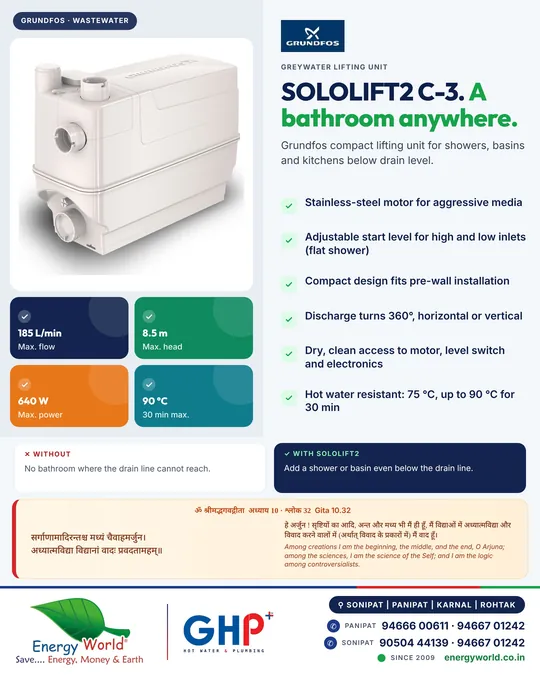 GRUNDFOS · WASTEWATER
GRUNDFOS
GREYWATER LIFTING UNIT
SOLOLIFT2 C-3. A
bathroom anywhere.
Grundfos compact lifting unit for showers, basins
and kitchens below drain level.
Stainless-steel motor for aggressive media
Adjustable start level for high and low inlets
(flat shower)
Compact design fits pre-wall installation
Discharge turns 360°, horizontal or vertical
Dry, clean access to motor, level switch
and electronics
Hot water resistant: 75 °C, up to 90 °C for
30 min
185 L/min
Max. flow
8.5 m
Max. head
640 W
Max. power
90 °C
30 min max.
× WITHOUT
No bathroom where the drain line cannot reach.
✓ WITH SOLOLIFT2
Add a shower or basin even below the drain line.
ॐ श्रीमद्भगवद्गीता अध्याय 10 · श्लोक 32 Gita 10.32
सर्गाणामादिरन्तश्च मध्यं चैवाहमर्जुन।
अध्यात्मविद्या विद्यानां वादः प्रवदतामहम्॥
हे अर्जुन ! सृष्टियों का आदि, अन्त और मध्य भी मैं ही हूँ, मैं विद्याओं में अध्यात्मविद्या और
विवाद करने वालों में (अर्थात् विवाद के प्रकारों में) मैं वाद हूँ।
Among creations I am the beginning, the middle, and the end, O Arjuna;
among the sciences, I am the science of the Self; and I am the logic
among controversialists.
Energy World
Save.... Energy, Money & Earth
GHP+
HOT WATER & PLUMBING
SONIPAT | PANIPAT | KARNAL | ROHTAK
PANIPAT 94666 00611 · 94667 01242
SONIPAT 90504 44139 · 94667 01242
SINCE 2009 energyworld.co.in